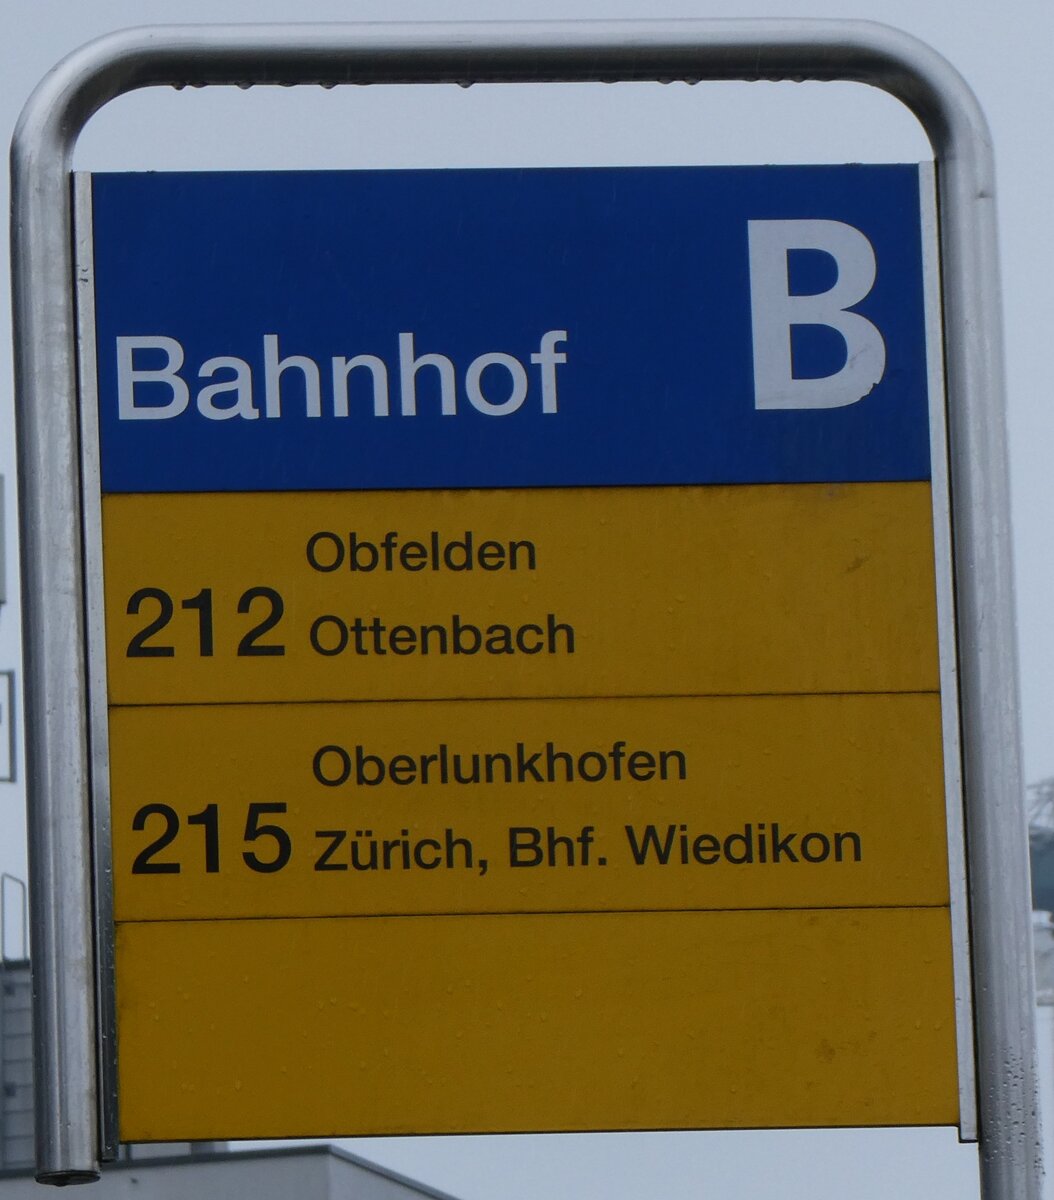 Bahnhof B
212 Obfelden
Ottenbach
215 Oberlunkhofen
Zürich, Bhf. Wiedikon